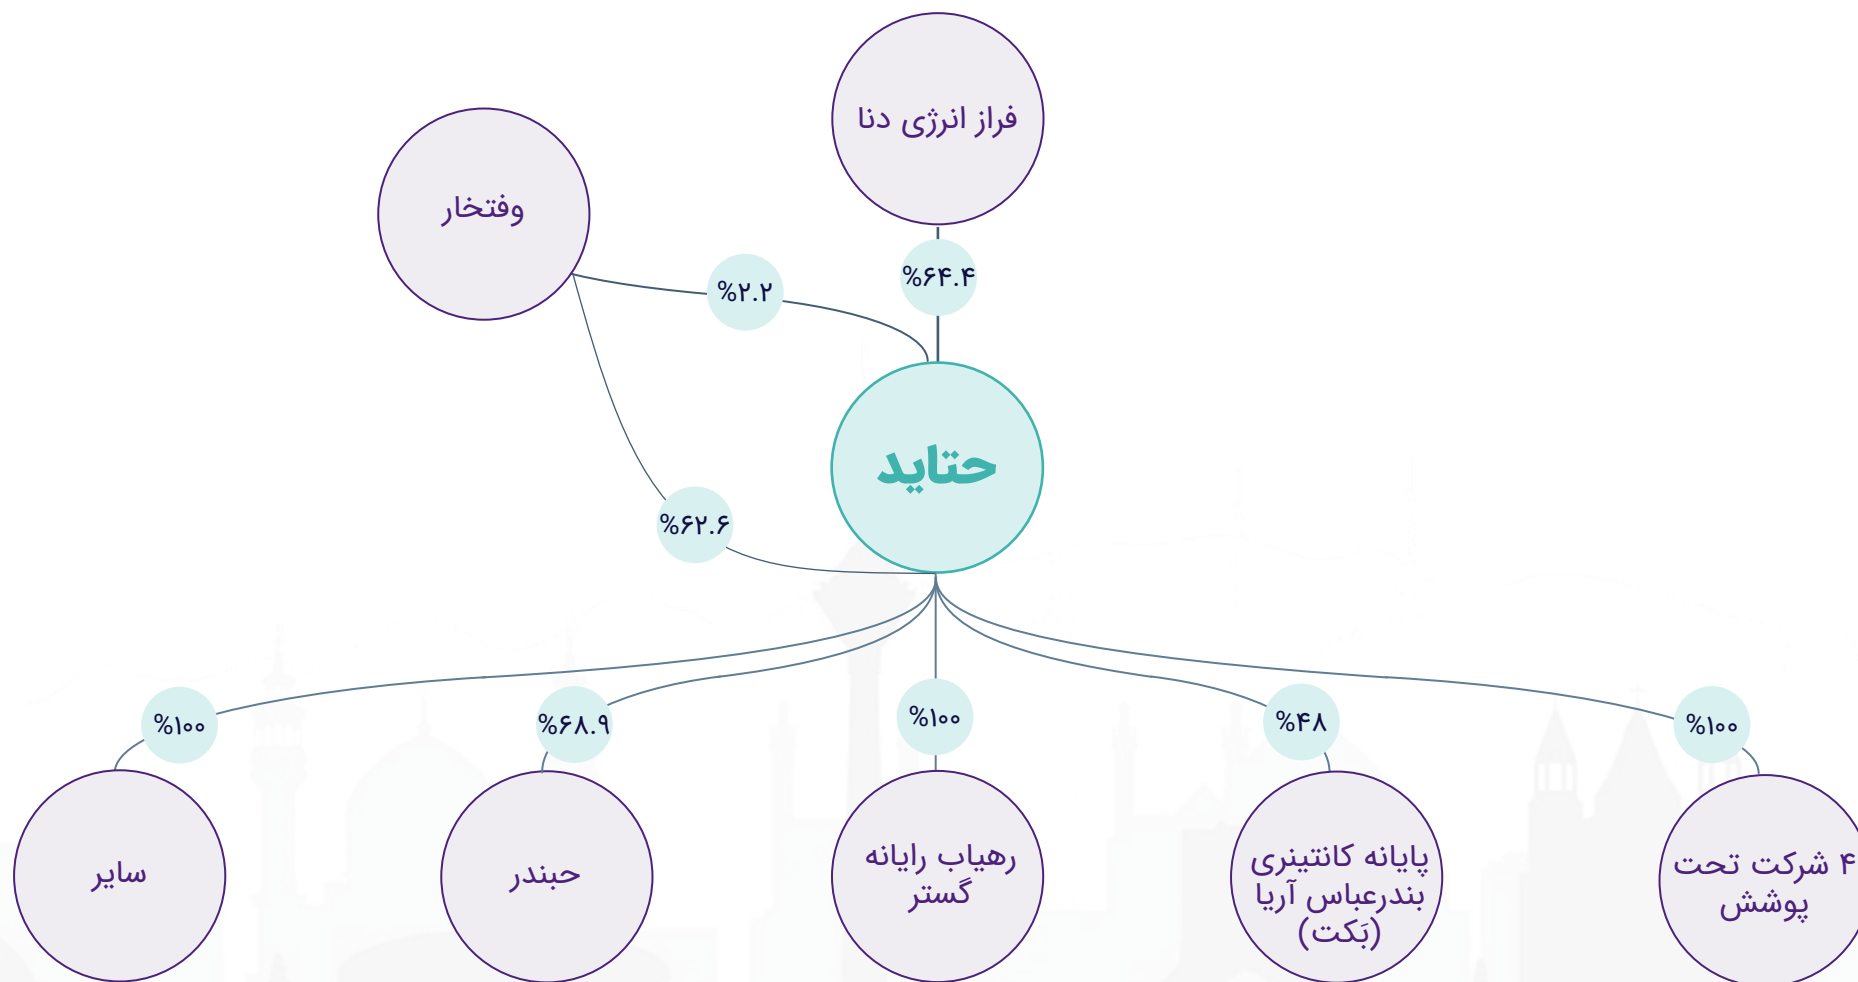 فراز انرژی دنا
وفتخار
%۶۴.۴
%۲.۲
حتاید
%۶۲.۶
%۱۰۰
%۴۸
%۱۰۰
%۶۸.۹
%۱۰۰
۴ شرکت تحت
پوشش
پایانه کانتینری
بندرعباس آریا
(بَکت)
رهیاب رایانه
گستر
حبندر
سایر